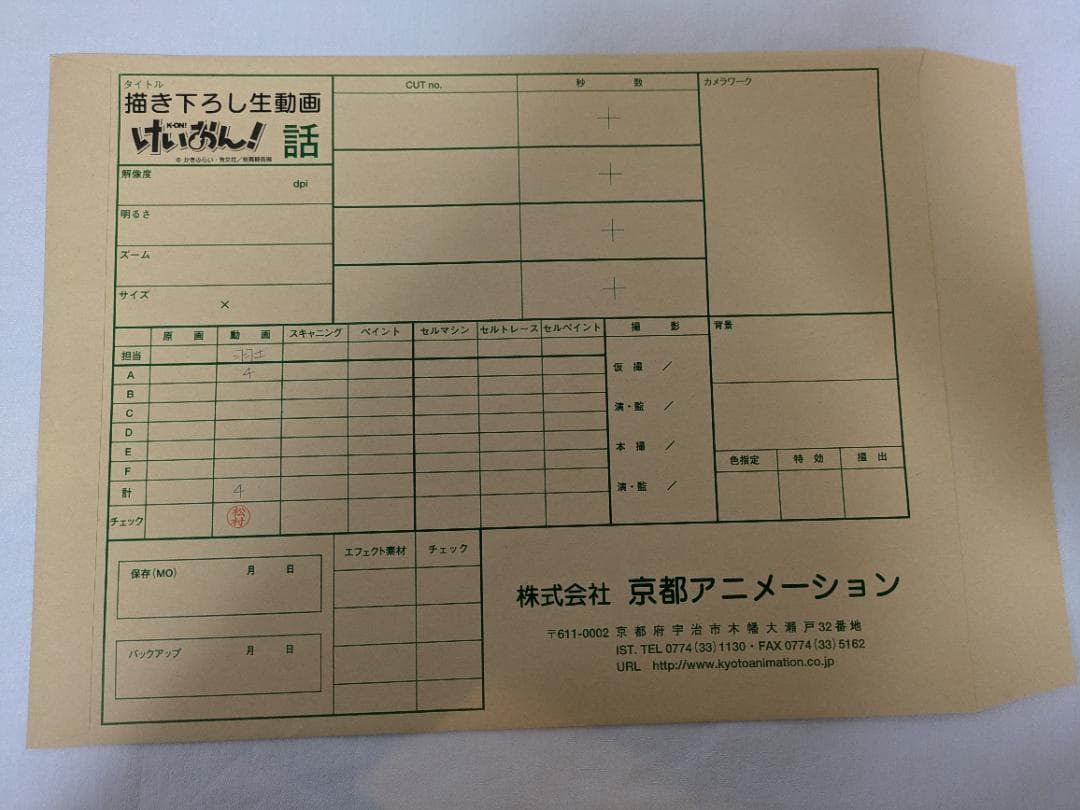 タイトル
描き下ろし生動画
K-ON!
けいおん! 話
© かきふらい・芳文社/桜高軽音部
解像度
dpi
明るさ
ズーム
サイズ
×
CUT no. 秒 数
カメラワーク
原 画 動 画 スキャニング ペイント セルマシン セルトレース セルペイント 撮 影 背景
担当 羽土
A 4
B
C
D
E
F
計 4
チェック 松村
仮 撮 /
演・監 /
本 撮 /
演・監 /
色指定 特 効 撮 出
保存(MO) 月 日
バックアップ 月 日
エフェクト素材 チェック
株式会社 京都アニメーション
〒611-0002 京都府宇治市木幡大瀬戸32番地
IST. TEL 0774(33)1130・FAX 0774(33)5162
URL http://www.kyotoanimation.co.jp